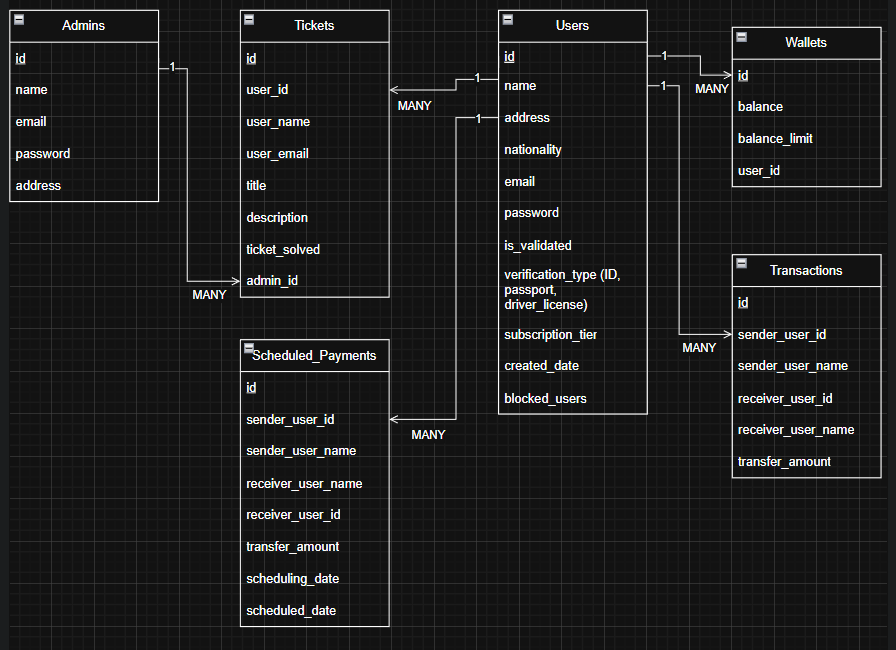 Admins
id
name
email
password
address
1
MANY
Tickets
id
user_id
user_name
user_email
title
description
ticket_solved
admin_id
1
MANY
Scheduled_Payments
id
sender_user_id
sender_user_name
receiver_user_name
receiver_user_id
transfer_amount
scheduling_date
scheduled_date
1
MANY
Users
id
name
address
nationality
email
password
is_validated
verification_type (ID,
passport,
driver_license)
subscription_tier
created_date
blocked_users
1
MANY
Wallets
id
balance
balance_limit
user_id
1
MANY
Transactions
id
sender_user_id
sender_user_name
receiver_user_id
receiver_user_name
transfer_amount